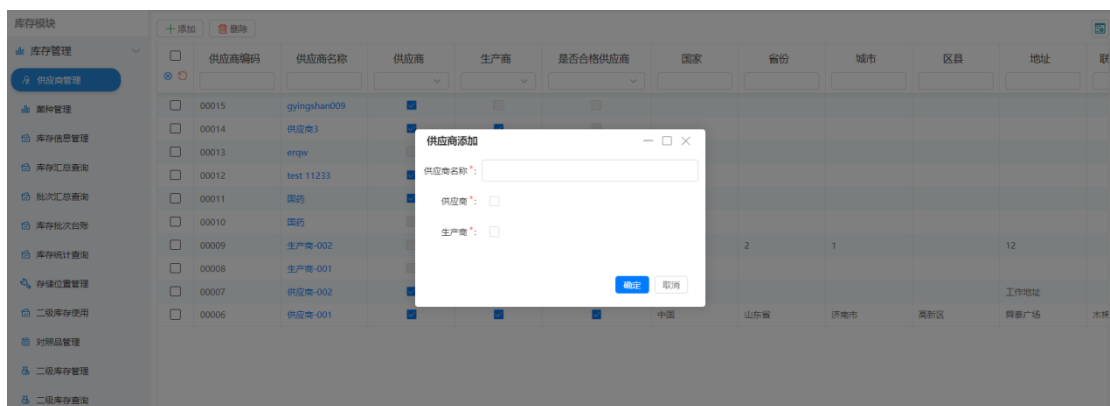 库存模块
添加 删除
库存管理
供应商编码 供应商名称 供应商 生产商 是否合格供应商 国家 省份 城市 区县 地址 联
供应商管理
菌种管理
00015 gyingshan009
00014 供应商3
库存信息管理
00013 erqw
库存汇总查询
00012 test 11233
批次汇总查询
00011 国药
库存批次台账
00010 国药
00009 生产商-002 2 1 12
库存统计查询
00008 生产商-001
存储位置管理
00007 供应商-002 工作地址
二级库存使用
00006 供应商-001 中国 山东省 济南市 高新区 舜泰广场
对照品管理
二级库存管理
二级库存查询
供应商添加
供应商名称*:
供应商*:
生产商*:
确定 取消